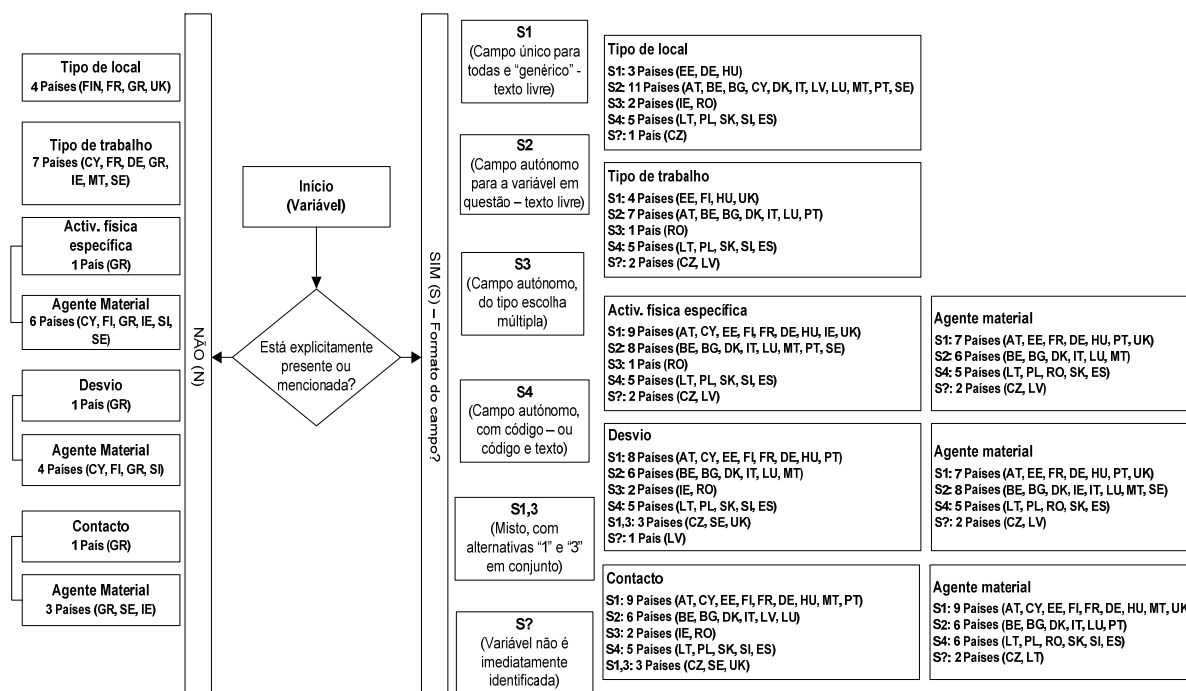 Tipo de local
4 Países (FIN, FR, GR, UK)
Tipo de trabalho
7 Países (CY, FR, DE, GR,
IE, MT, SE)
Activ. física
específica
1 País (GR)
Agente Material
6 Países (CY, FI, GR, IE, SI,
SE)
Desvio
1 País (GR)
Agente Material
4 Países (CY, FI, GR, SI)
Contacto
1 País (GR)
Agente Material
3 Países (GR, SE, IE)
NÃO (N)
Início
(Variável)
Está explicitamente
presente ou
mencionada?
SIM (S) – Formato do campo?
S1
(Campo único para
todas e “genérico” -
texto livre)
S2
(Campo autónomo
para a variável em
questão – texto livre)
S3
(Campo autónomo,
do tipo escolha
múltipla)
S4
(Campo autónomo,
com código – ou
código e texto)
S1,3
(Misto, com
alternativas “1” e “3”
em conjunto)
S?
(Variável não é
imediatamente
identificada)
Tipo de local
S1: 3 Países (EE, DE, HU)
S2: 11 Países (AT, BE, BG, CY, DK, IT, LV, LU, MT, PT, SE)
S3: 2 Países (IE, RO)
S4: 5 Países (LT, PL, SK, SI, ES)
S?: 1 País (CZ)
Tipo de trabalho
S1: 4 Países (EE, FI, HU, UK)
S2: 7 Países (AT, BE, BG, DK, IT, LU, PT)
S3: 1 País (RO)
S4: 5 Países (LT, PL, SK, SI, ES)
S?: 2 Países (CZ, LV)
Activ. física específica
S1: 9 Países (AT, CY, EE, FI, FR, DE, HU, IE, UK)
S2: 8 Países (BE, BG, DK, IT, LU, MT, PT, SE)
S3: 1 País (RO)
S4: 5 Países (LT, PL, SK, SI, ES)
S?: 2 Países (CZ, LV)
Agente material
S1: 7 Países (AT, EE, FR, DE, HU, PT, UK)
S2: 6 Países (BE, BG, DK, IT, LU, MT)
S4: 5 Países (LT, PL, RO, SK, ES)
S?: 2 Países (CZ, LV)
Desvio
S1: 8 Países (AT, CY, EE, FI, FR, DE, HU, PT)
S2: 6 Países (BE, BG, DK, IT, LU, MT)
S3: 2 Países (IE, RO)
S4: 5 Países (LT, PL, SK, SI, ES)
S1,3: 3 Países (CZ, SE, UK)
S?: 1 País (LV)
Agente material
S1: 7 Países (AT, EE, FR, DE, HU, PT, UK)
S2: 8 Países (BE, BG, DK, IE, IT, LU, MT, SE)
S4: 5 Países (LT, PL, RO, SK, ES)
S?: 2 Países (CZ, LV)
Contacto
S1: 9 Países (AT, CY, EE, FI, FR, DE, HU, MT, PT)
S2: 6 Países (BE, BG, DK, IT, LV, LU)
S3: 2 Países (IE, RO)
S4: 5 Países (LT, PL, SK, SI, ES)
S1,3: 3 Países (CZ, SE, UK)
Agente material
S1: 9 Países (AT, CY, EE, FI, FR, DE, HU, MT, UK)
S2: 6 Países (BE, BG, DK, IT, LU, PT)
S4: 6 Países (LT, PL, RO, SK, SI, ES)
S?: 2 Países (CZ, LT)